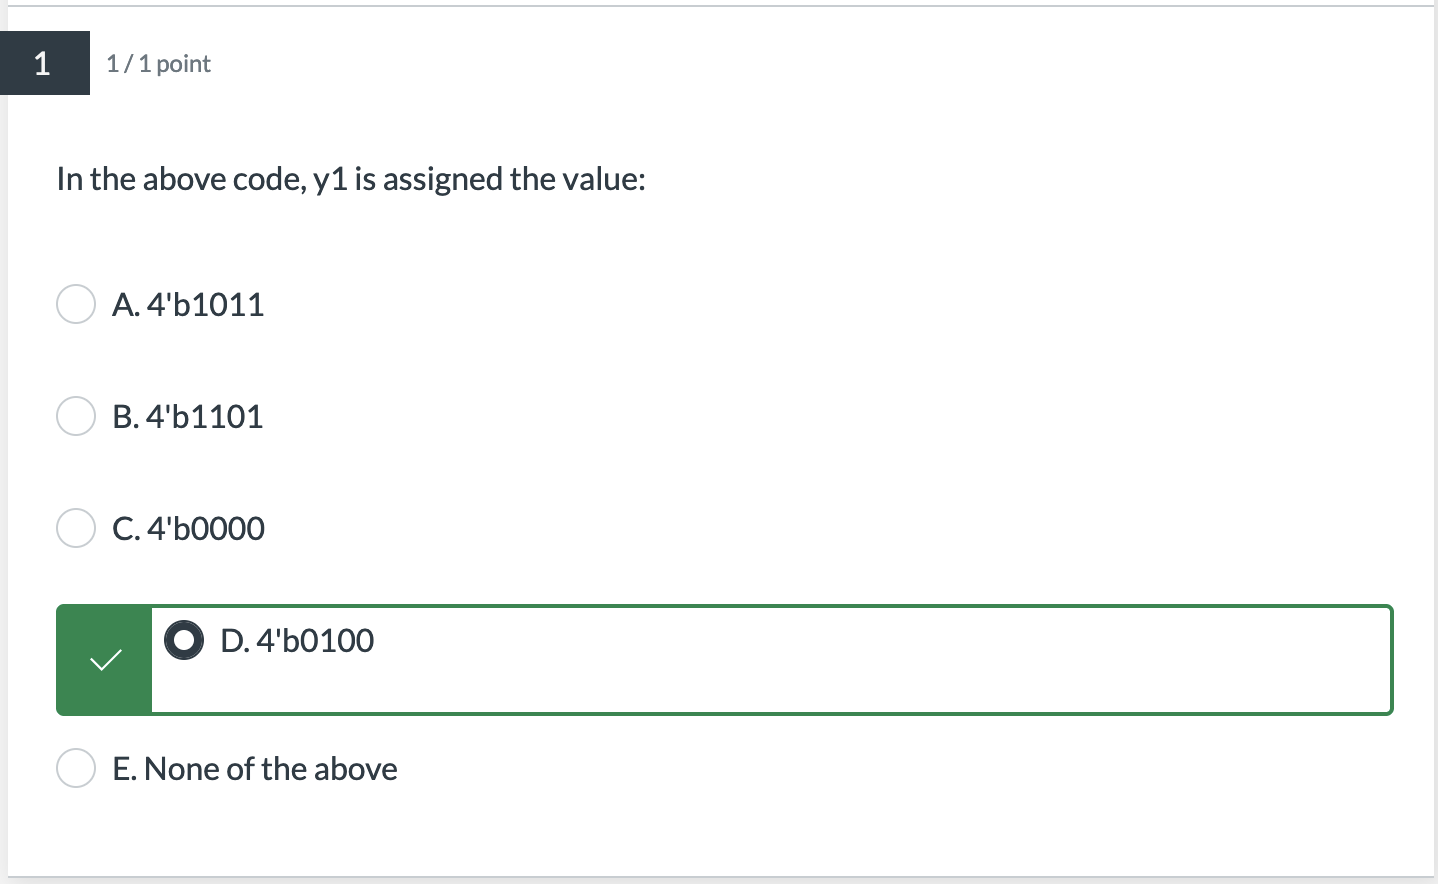 1
1 / 1 point
In the above code, y1 is assigned the value:
A. 4'b1011
B. 4'b1101
C. 4'b0000
D. 4'b0100
E. None of the above